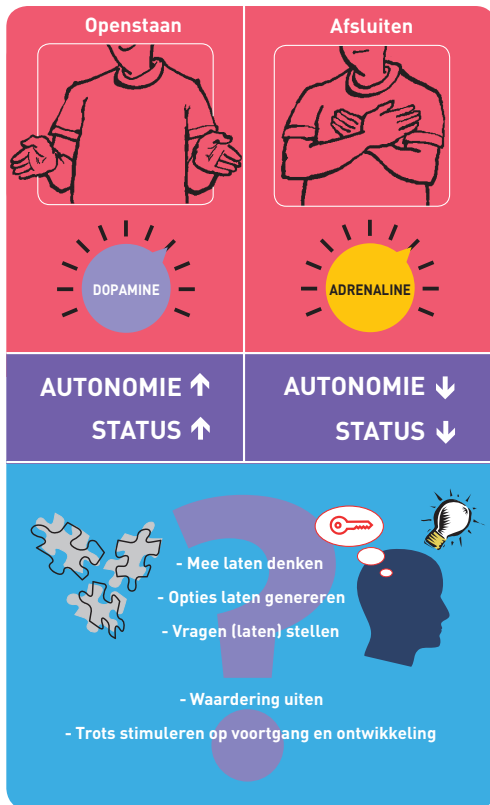 Openstaan
Afsluiten
DOPAMINE
ADRENALINE
AUTONOMIE ↑
STATUS ↑
AUTONOMIE ↓
STATUS ↓
- Mee laten denken
- Opties laten genereren
- Vragen (laten) stellen
- Waardering uiten
- Trots stimuleren op voortgang en ontwikkeling
?